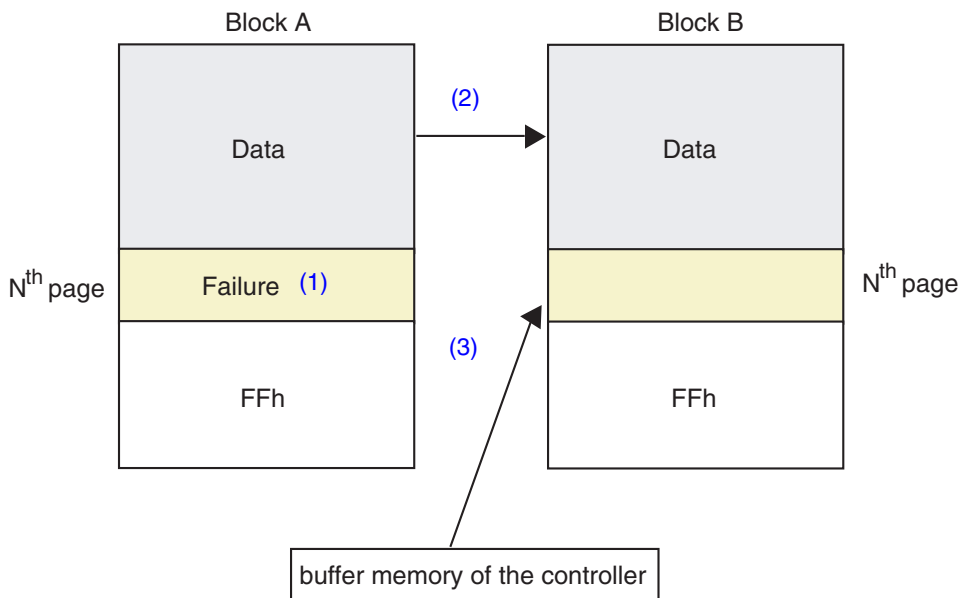 Block A
Block B
(2)
Data
Data
Nth page
Failure (1)
Nth page
(3)
FFh
FFh
buffer memory of the controller